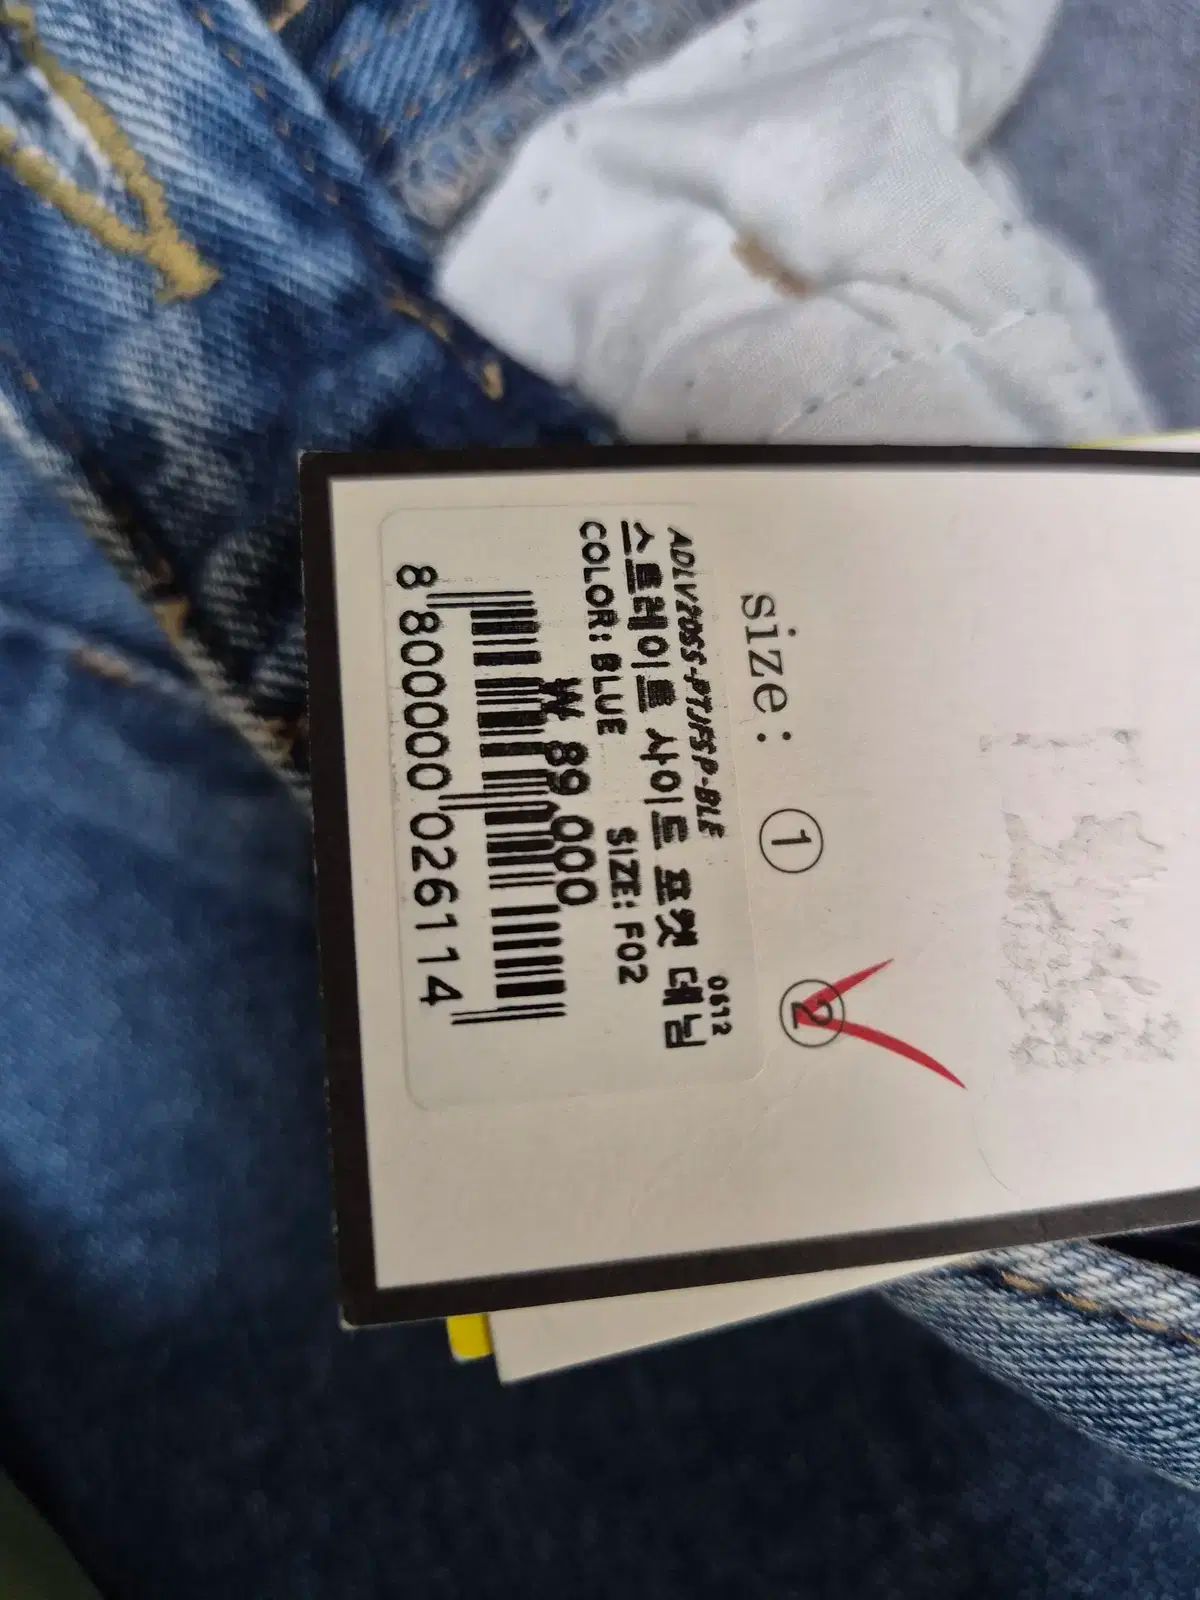 size: ① ②
0612
ADLV20SS-PTJFSP-BLE
스트레이트 사이드 포켓 데님
COLOR: BLUE SIZE: F02
₩ 89,000
8 800000 026114